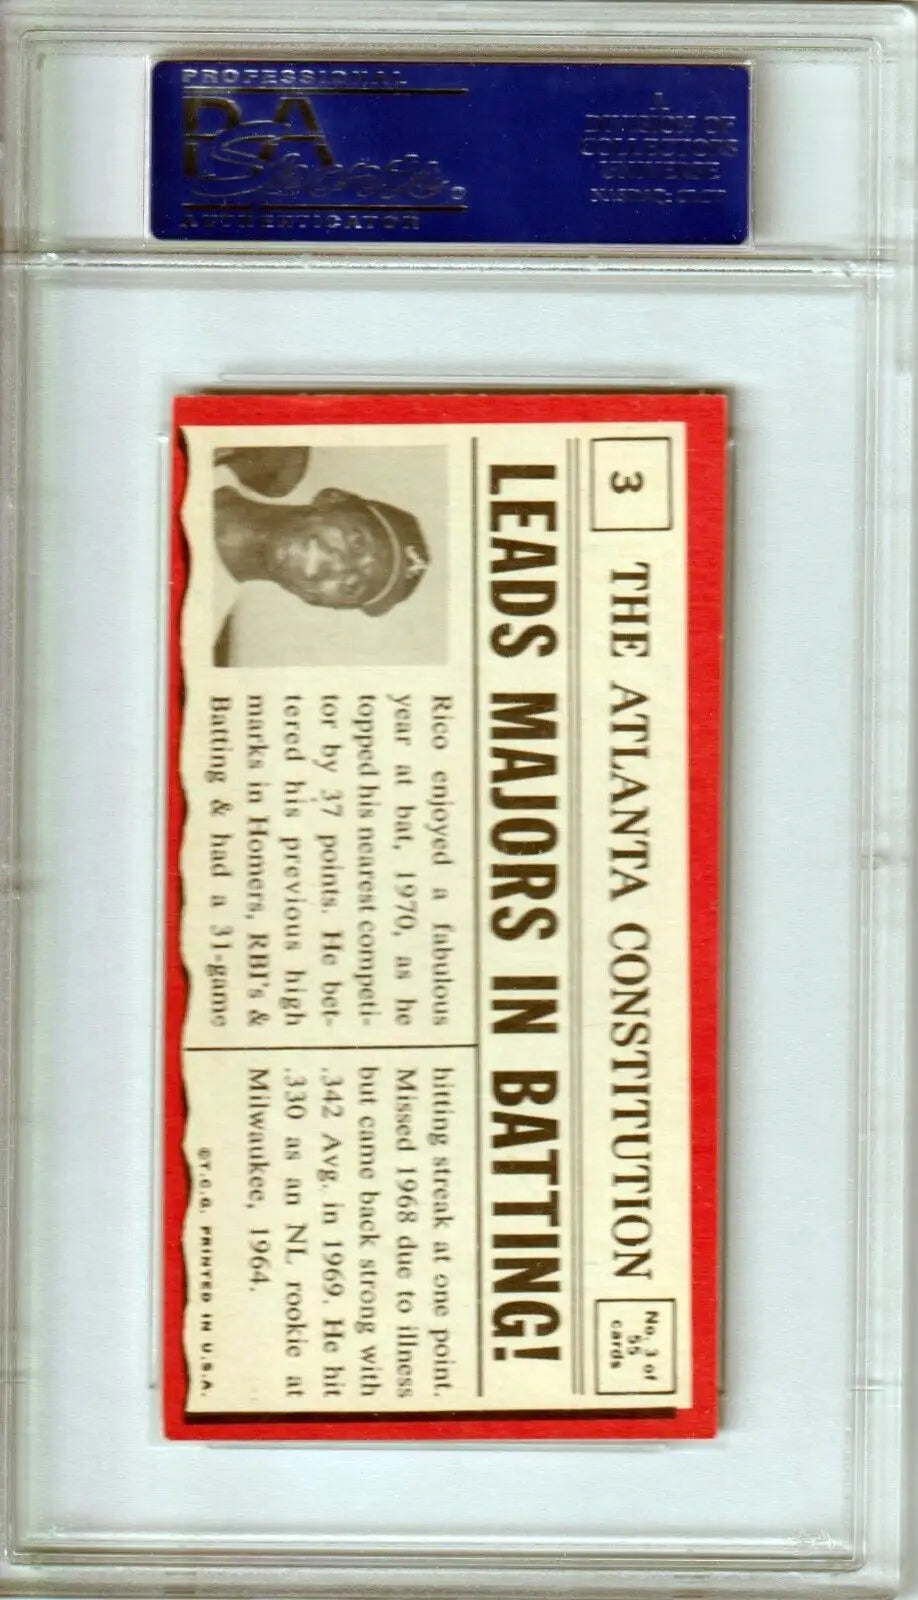 PROFESSIONAL
PSA
Sports
AUTHENTICATOR
A
DIVISION OF
COLLECTORS
UNIVERSE
NASDAQ: CLCT
3
THE ATLANTA CONSTITUTION
No. 3 of
55
cards
LEADS MAJORS IN BATTING!
Rico enjoyed a fabulous
year at bat, 1970, as he
topped his nearest competi-
tor by 37 points. He bet-
tered his previous high
marks in Homers, RBI's &
Batting & had a 31-game
hitting streak at one point.
Missed 1968 due to illness
but came back strong with
.342 Avg. in 1969. He hit
.330 as an NL rookie at
Milwaukee, 1964.
©T.C.G. PRINTED IN U.S.A.